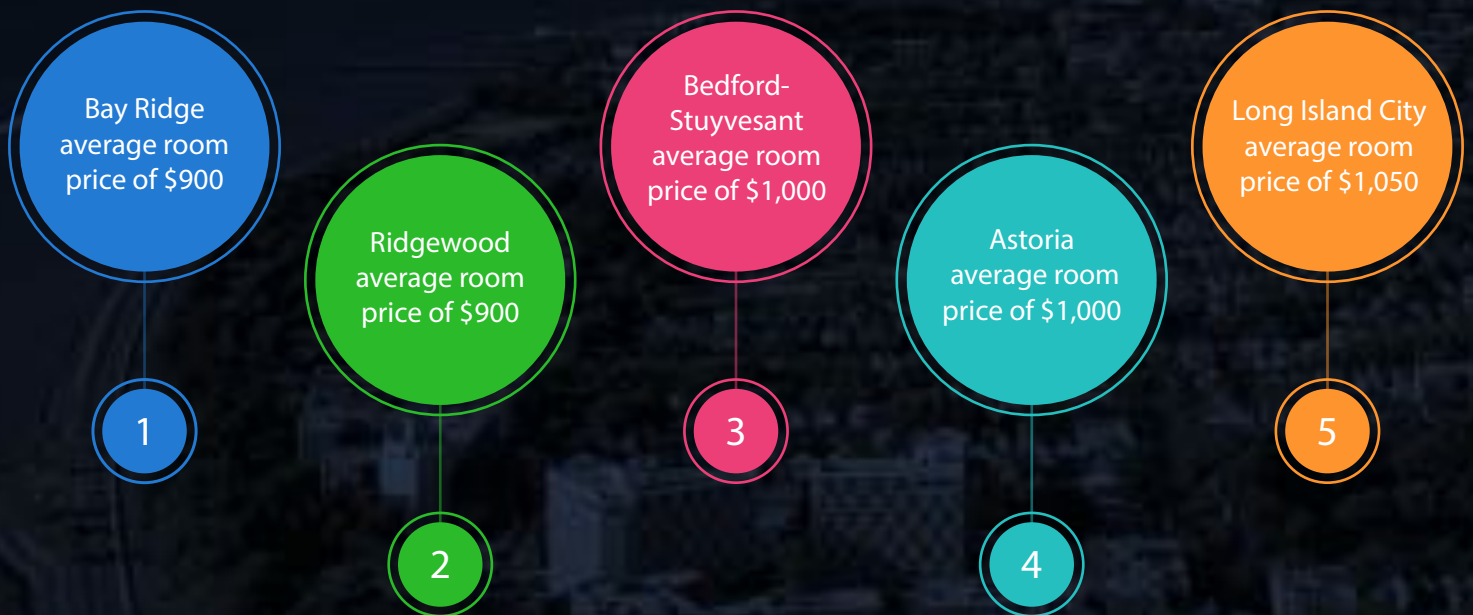 Bay Ridge
average room
price of $900
1
Ridgewood
average room
price of $900
2
Bedford-
Stuyvesant
average room
price of $1,000
3
Astoria
average room
price of $1,000
4
Long Island City
average room
price of $1,050
5